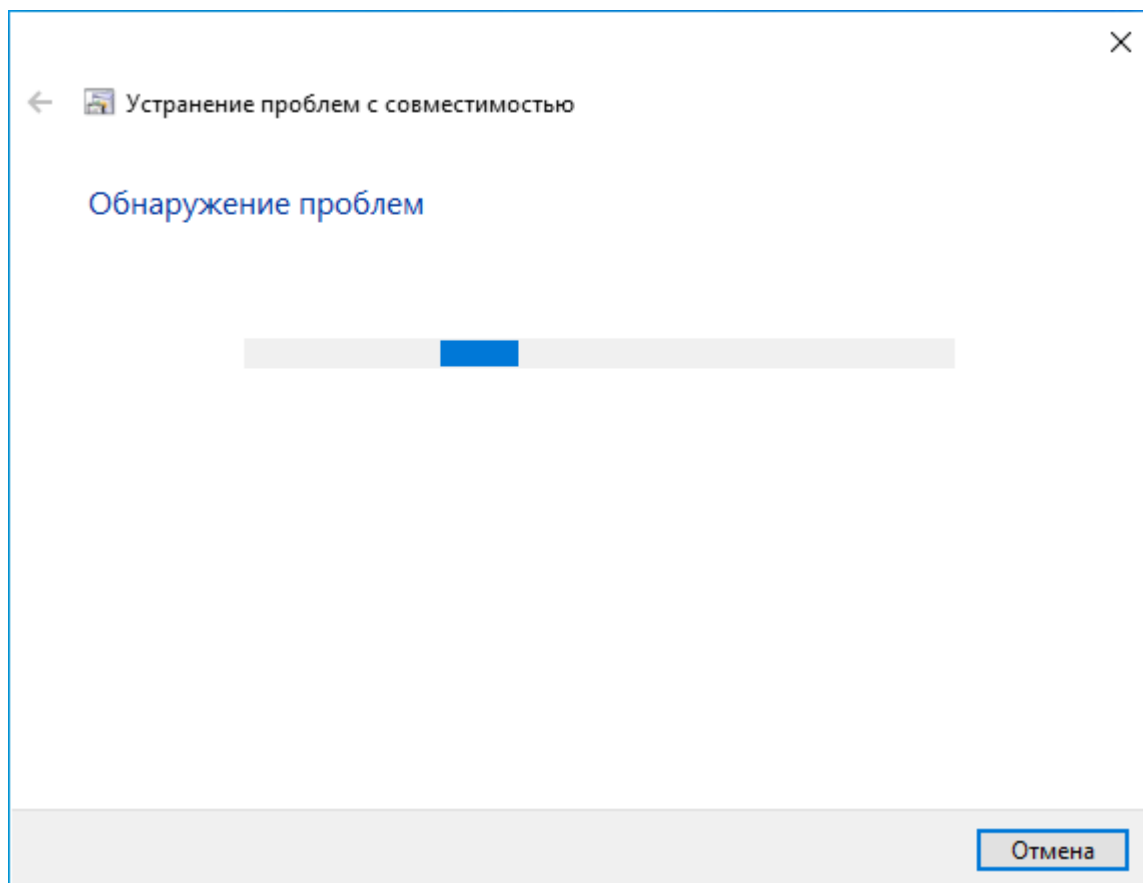 Устранение проблем с совместимостью
Обнаружение проблем
Отмена